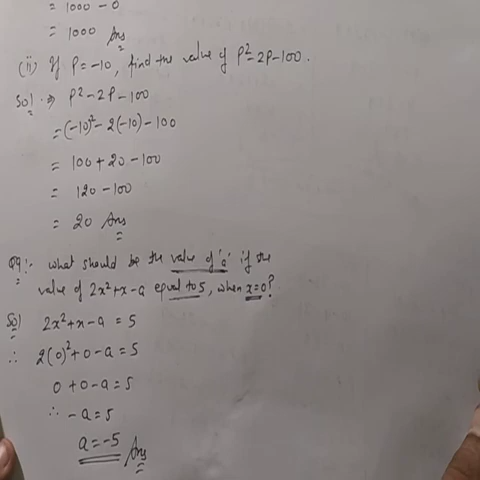 = 1000 - 0
= 1000 Ans
(ii) If P = -10, find the value of P² - 2P - 100.
Sol ⇒ P² - 2P - 100
= (-10)² - 2(-10) - 100
= 100 + 20 - 100
= 120 - 100
= 20 Ans
Q9:- What should be the value of 'a' if the
value of 2x² + x - a equal to 5, when x = 0?
Sol 2x² + x - a = 5
∴ 2(0)² + 0 - a = 5
0 + 0 - a = 5
∴ -a = 5
a = -5 Ans